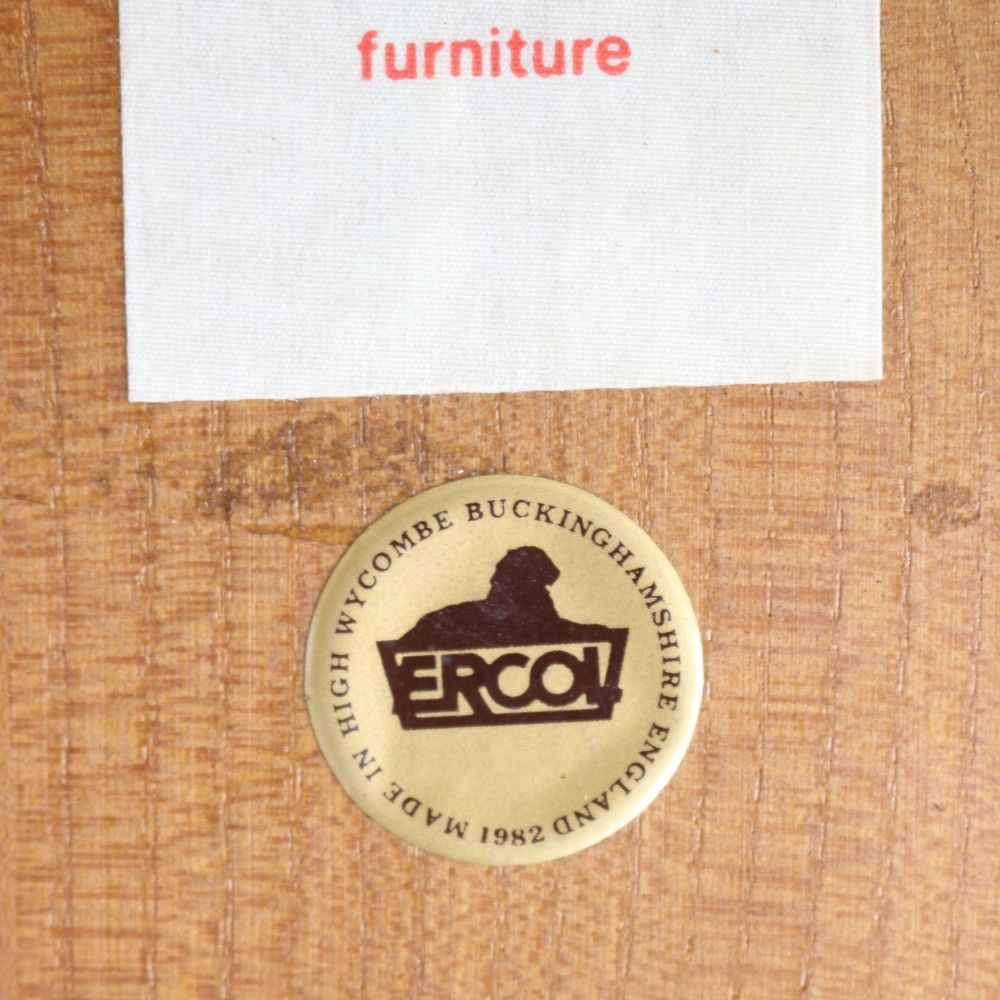 furniture
MADE IN HIGH WYCOMBE BUCKINGHAMSHIRE ENGLAND
ERCOL
1982